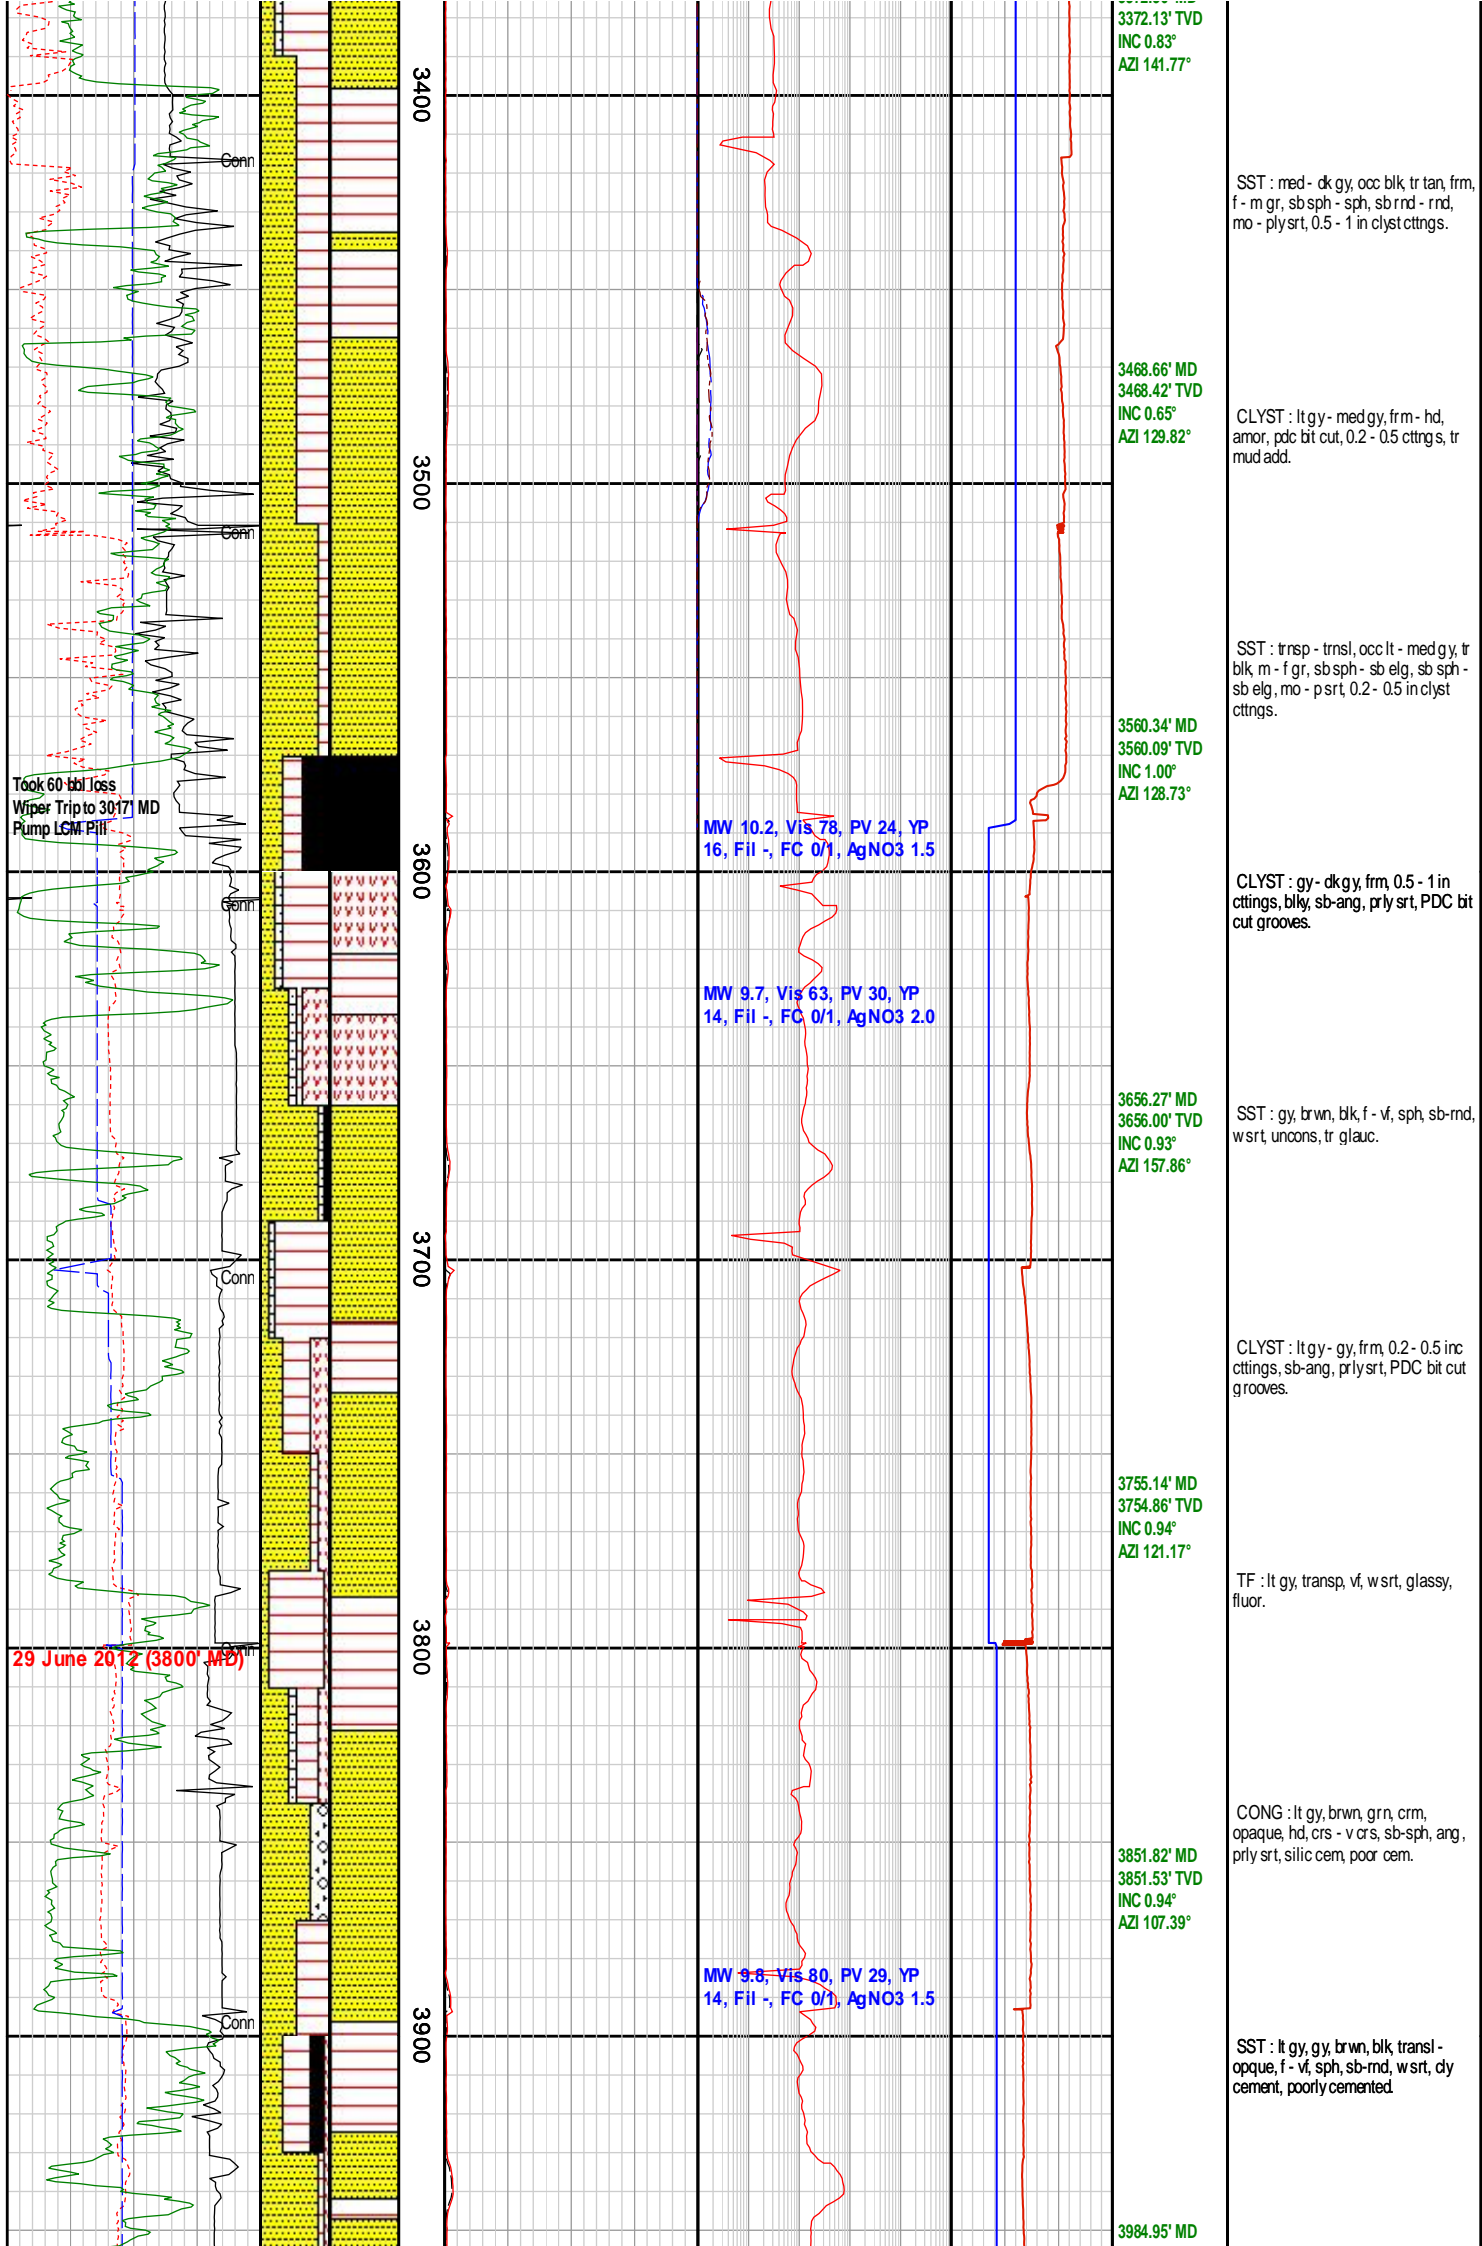 3372.13' TVD
INC 0.83°
AZI 141.77°
3400
Conn
SST : med - dk gy, occ blk, tr tan, frm,
f - m gr, sb sph - sph, sb rnd - rnd,
mo - ply srt, 0.5 - 1 in clyst cttngs.
3468.66' MD
3468.42' TVD
INC 0.65°
AZI 129.82°
CLYST : lt gy - med gy, frm - hd,
amor, pdc bit cut, 0.2 - 0.5 cttngs, tr
mud add.
3500
Conn
SST : trnsp - trnsl, occ lt - med gy, tr
blk, m - f gr, sb sph - sb elg, sb sph -
sb elg, mo - p srt, 0.2 - 0.5 in clyst
cttngs.
3560.34' MD
3560.09' TVD
INC 1.00°
AZI 128.73°
Took 60 bbl loss
Wiper Trip to 3017' MD
Pump LCM Pill
MW 10.2, Vis 78, PV 24, YP
16, Fil -, FC 0/1, AgNO3 1.5
3600
Conn
CLYST : gy - dk gy, frm, 0.5 - 1 in
cttings, blky, sb-ang, prly srt, PDC bit
cut grooves.
MW 9.7, Vis 63, PV 30, YP
14, Fil -, FC 0/1, AgNO3 2.0
3656.27' MD
3656.00' TVD
INC 0.93°
AZI 157.86°
SST : gy, brwn, blk, f - vf, sph, sb-rnd,
w srt, uncons, tr glauc.
3700
Conn
CLYST : lt gy - gy, frm, 0.2 - 0.5 inc
cttings, sb-ang, prly srt, PDC bit cut
grooves.
3755.14' MD
3754.86' TVD
INC 0.94°
AZI 121.17°
TF : lt gy, transp, vf, w srt, glassy,
fluor.
3800
Conn
29 June 2012 (3800' MD)
CONG : lt gy, brwn, grn, crm,
opaque, hd, crs - v crs, sb-sph, ang,
prly srt, silic cem, poor cem.
3851.82' MD
3851.53' TVD
INC 0.94°
AZI 107.39°
MW 9.8, Vis 80, PV 29, YP
14, Fil -, FC 0/1, AgNO3 1.5
3900
Conn
SST : lt gy, gy, brwn, blk, transl -
opque, f - vf, sph, sb-rnd, w srt, cly
cement, poorly cemented.
3984.95' MD